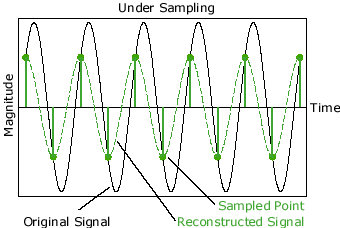 Under Sampling
Magnitude
Time
Sampled Point
Original Signal
Reconstructed Signal